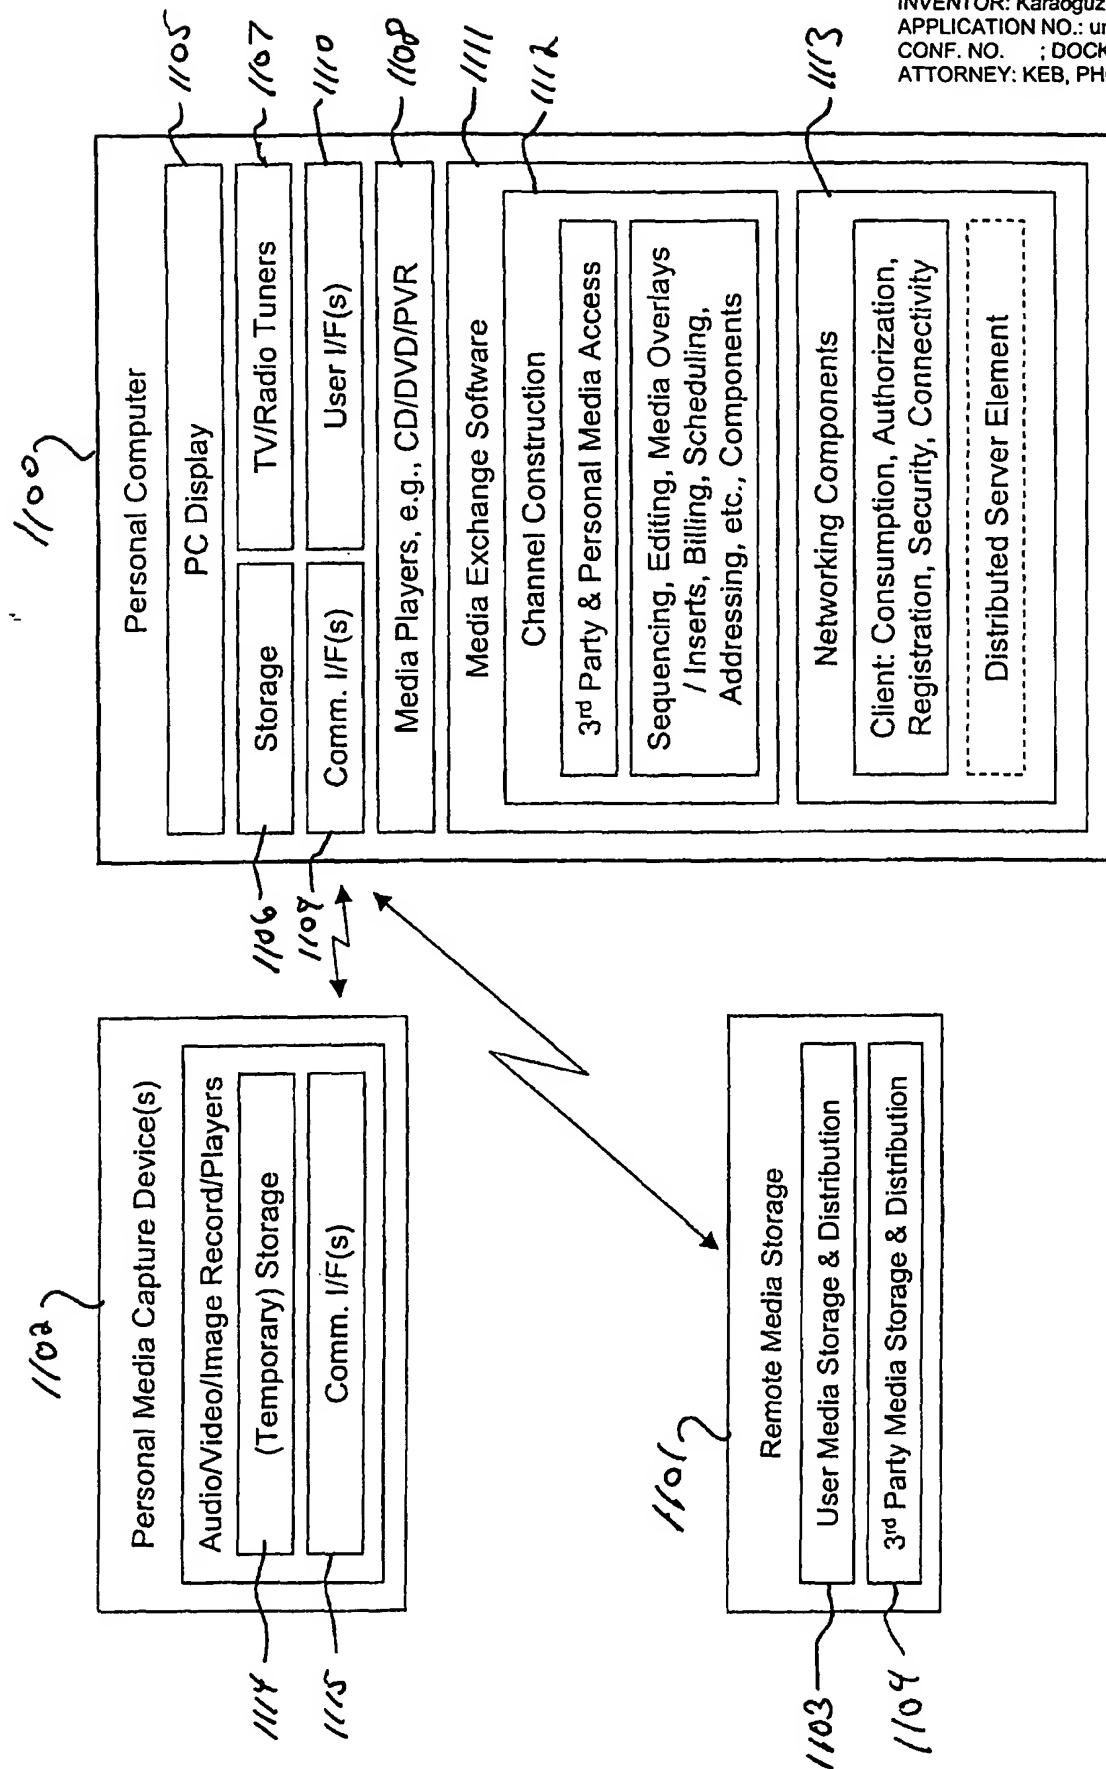 INVENTOR: Karaoguz
APPLICATION NO.: un
CONF. NO. ; DOCK
ATTORNEY: KEB, PH
1102
Personal Media Capture Device(s)
Audio/Video/Image Record/Players
1114
(Temporary) Storage
1115
Comm. I/F(s)
1101
Remote Media Storage
1103
User Media Storage & Distribution
1104
3rd Party Media Storage & Distribution
1100
Personal Computer
PC Display
1105
1106
Storage
TV/Radio Tuners
1107
1109
Comm. I/F(s)
User I/F(s)
1110
Media Players, e.g., CD/DVD/PVR
1108
Media Exchange Software
1111
Channel Construction
1112
3rd Party & Personal Media Access
Sequencing, Editing, Media Overlays
/ Inserts, Billing, Scheduling,
Addressing, etc., Components
Networking Components
1113
Client: Consumption, Authorization,
Registration, Security, Connectivity
Distributed Server Element